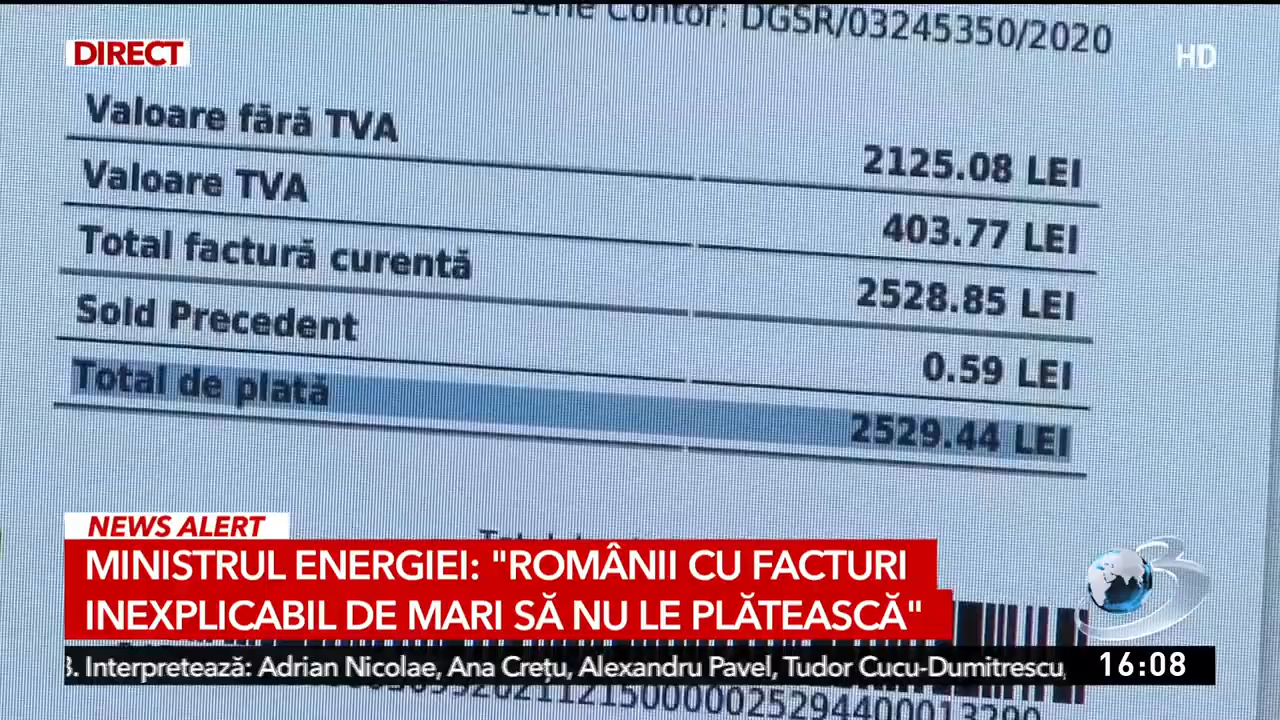 Serie Contor: DGSR/03245350/2020
DIRECT
HD
Valoare fără TVA
2125.08 LEI
Valoare TVA
403.77 LEI
Total factură curentă
2528.85 LEI
Sold Precedent
0.59 LEI
Total de plată
2529.44 LEI
NEWS ALERT
MINISTRUL ENERGIEI: "ROMÂNII CU FACTURI
INEXPLICABIL DE MARI SĂ NU LE PLĂTEASCĂ"
3. Interpretează: Adrian Nicolae, Ana Crețu, Alexandru Pavel, Tudor Cucu-Dumitrescu,
16:08